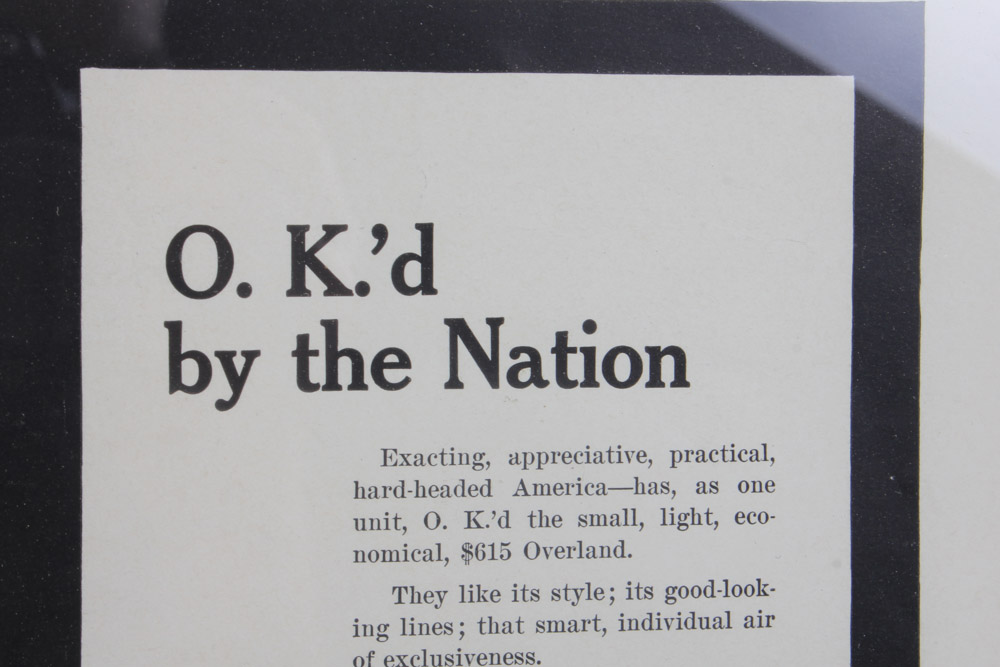 O. K.’d
by the Nation
Exacting, appreciative, practical,
hard-headed America—has, as one
unit, O. K.’d the small, light, eco-
nomical, $615 Overland.
They like its style; its good-look-
ing lines; that smart, individual air
of exclusiveness.